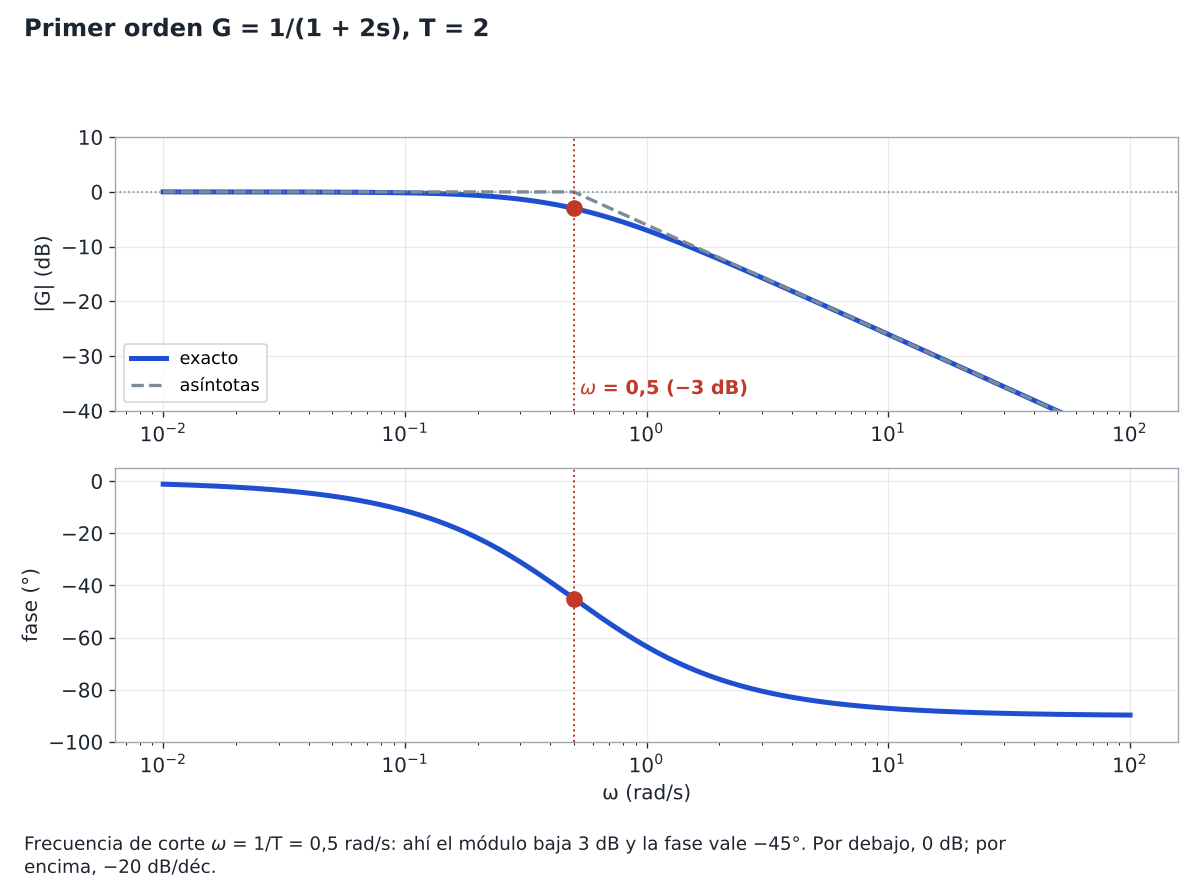 Primer orden G = 1/(1 + 2s), T = 2
10
0
−10
−20
−30
−40
|G| (dB)
exacto
asíntotas
ω = 0,5 (−3 dB)
10⁻²
10⁻¹
10⁰
10¹
10²
0
−20
−40
−60
−80
−100
fase (°)
10⁻²
10⁻¹
10⁰
10¹
10²
ω (rad/s)
Frecuencia de corte ω = 1/T = 0,5 rad/s: ahí el módulo baja 3 dB y la fase vale −45°. Por debajo, 0 dB; por
encima, −20 dB/déc.